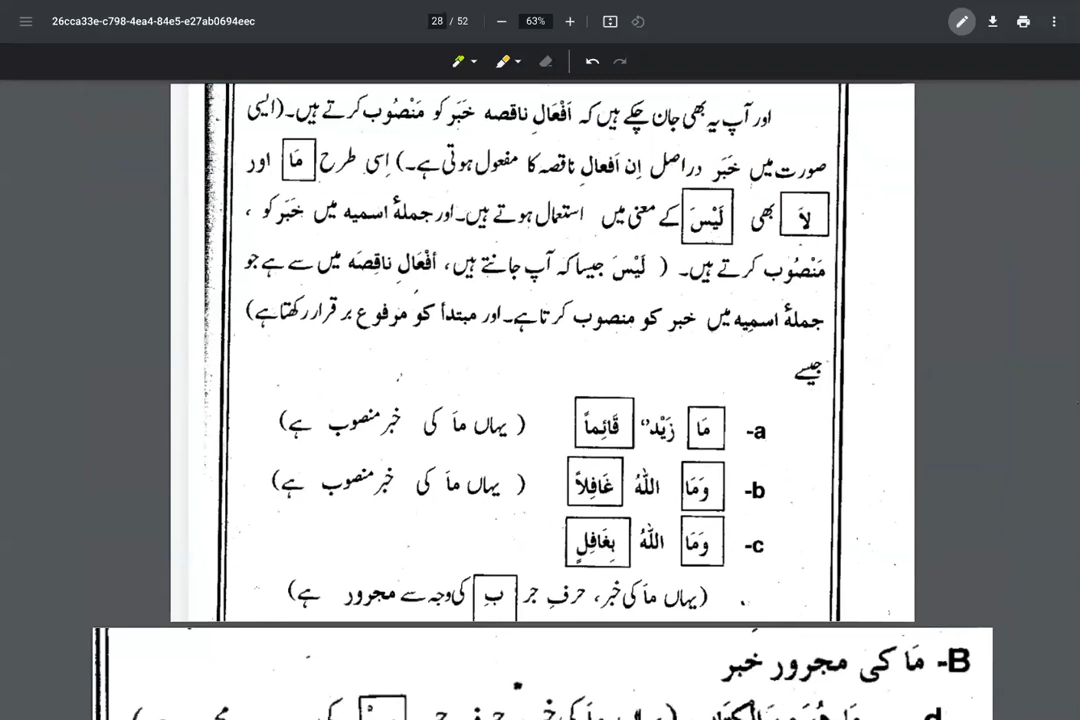 26cca33e-c798-4ea4-84e5-e27ab0694eec
28 / 52
63%
اور آپ یہ بھی جان چکے ہیں کہ اَفْعَالِ ناقصہ خَبَر کو مَنْصُوب کرتے ہیں۔ (ایسی
صورت میں خَبَر دراصل اِن اَفعالِ ناقصہ کا مفعول ہوتی ہے۔) اِسی طرح مَا اور
لاَ بھی لَیْسَ کے معنی میں استعمال ہوتے ہیں۔ اور جملۂ اسمیہ میں خَبَر کو ،
مَنْصُوب کرتے ہیں۔ ( لَیْسَ جیسا کہ آپ جانتے ہیں، أفْعَالِ ناقِصَہ میں سے ہے جو
جملۂ اسمِیہ میں خبر کو منصوب کرتا ہے۔ اور مبتدأ کو مرفوع برقرار رکھتا ہے)
جیسے
a- مَا زَیْد'' قَائِماً ( یہاں مَا کی خبر منصوب ہے)
b- وَمَا اللّٰهُ غَافِلاً ( یہاں مَا کی خبر منصوب ہے)
c- وَمَا اللّٰهُ بِغَافِلٍ
(یہاں مَا کی خبر، حرفِ جر بِ کی وجہ سے مجرور ہے)
B- مَا کی مجرور خبر